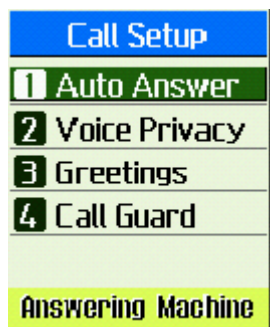 Call Setup
1 Auto Answer
2 Voice Privacy
3 Greetings
4 Call Guard
Answering Machine